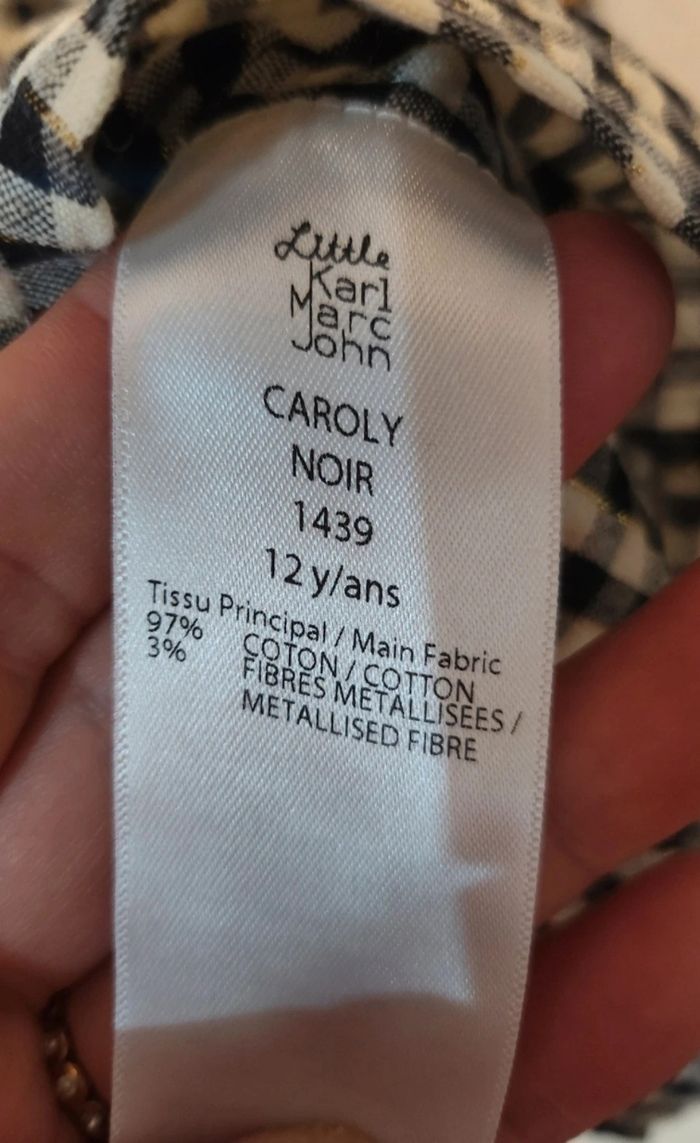 Little
Karl
Marc
John
CAROLY
NOIR
1439
12 y/ans
Tissu Principal / Main Fabric
97% COTON / COTTON
3% FIBRES METALLISEES /
METALLISED FIBRE